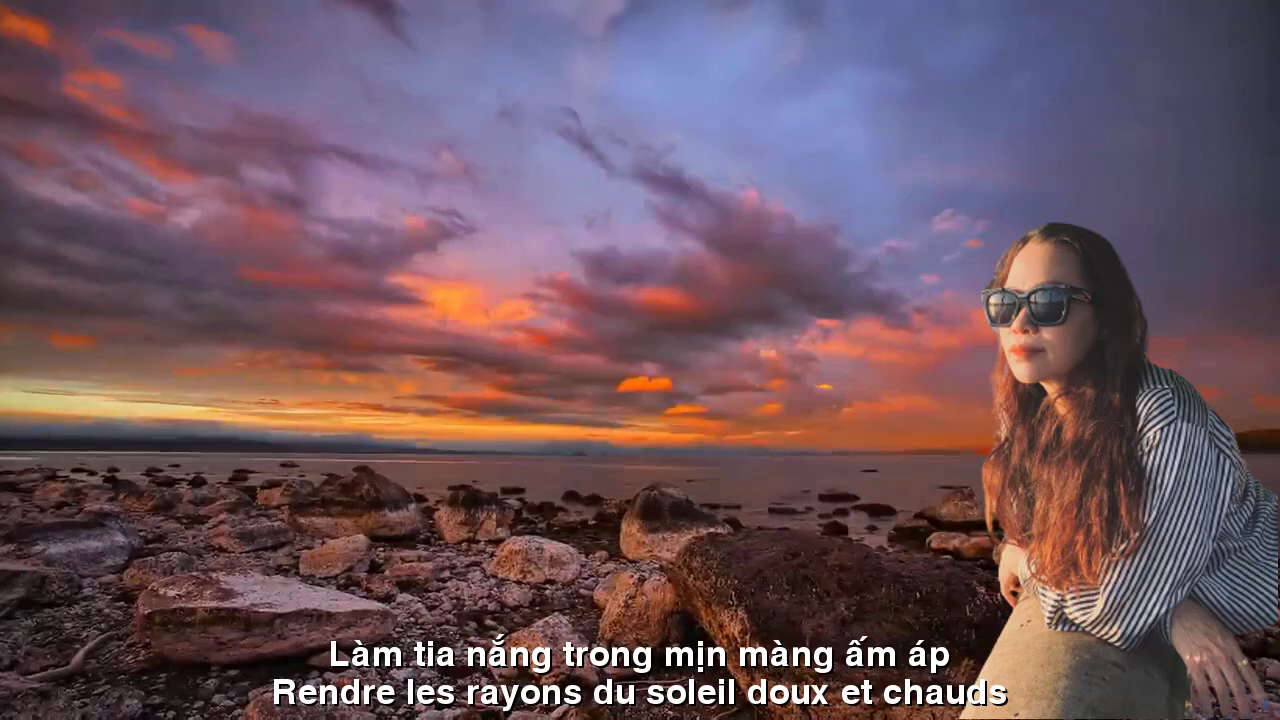 Làm tia nắng trong mịn màng ấm áp
Rendre les rayons du soleil doux et chauds